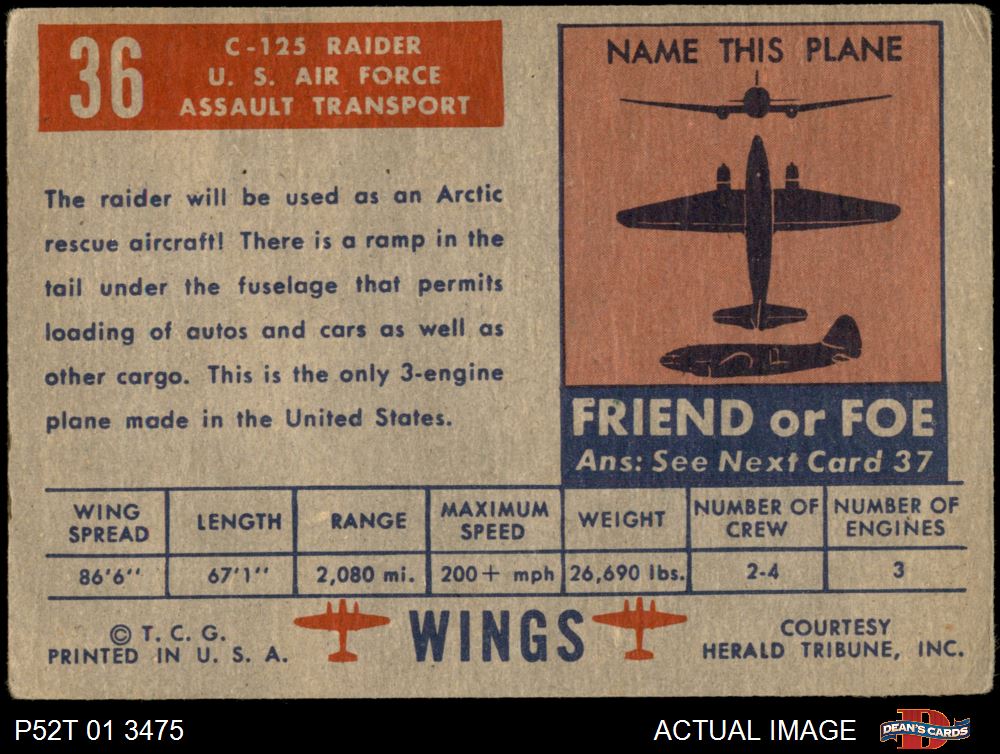 36
C-125 RAIDER
U. S. AIR FORCE
ASSAULT TRANSPORT
The raider will be used as an Arctic
rescue aircraft! There is a ramp in the
tail under the fuselage that permits
loading of autos and cars as well as
other cargo. This is the only 3-engine
plane made in the United States.
NAME THIS PLANE
FRIEND or FOE
Ans: See Next Card 37
WING SPREAD
LENGTH
RANGE
MAXIMUM SPEED
WEIGHT
NUMBER OF CREW
NUMBER OF ENGINES
86'6"
67'1"
2,080 mi.
200+ mph
26,690 lbs.
2-4
3
© T. C. G.
PRINTED IN U. S. A.
WINGS
COURTESY
HERALD TRIBUNE, INC.
P52T 01 3475
ACTUAL IMAGE
D
DEAN'S CARDS